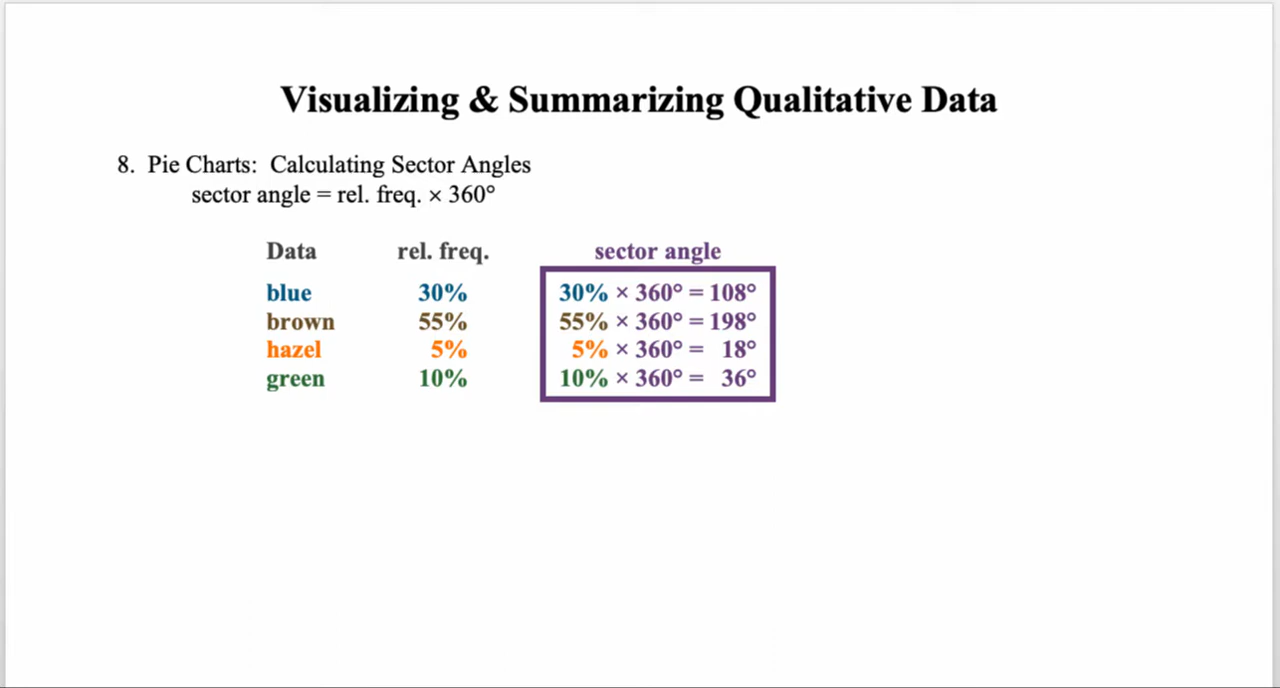 Visualizing & Summarizing Qualitative Data
8. Pie Charts: Calculating Sector Angles
sector angle = rel. freq. × 360°
Data rel. freq. sector angle
blue 30% 30% × 360° = 108°
brown 55% 55% × 360° = 198°
hazel 5% 5% × 360° = 18°
green 10% 10% × 360° = 36°